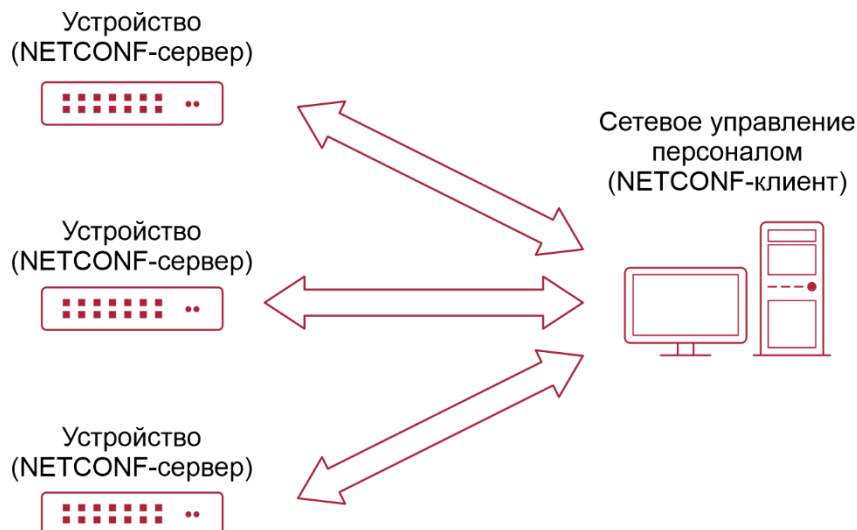 Устройство
(NETCONF-сервер)
Сетевое управление
персоналом
(NETCONF-клиент)
Устройство
(NETCONF-сервер)
Устройство
(NETCONF-сервер)